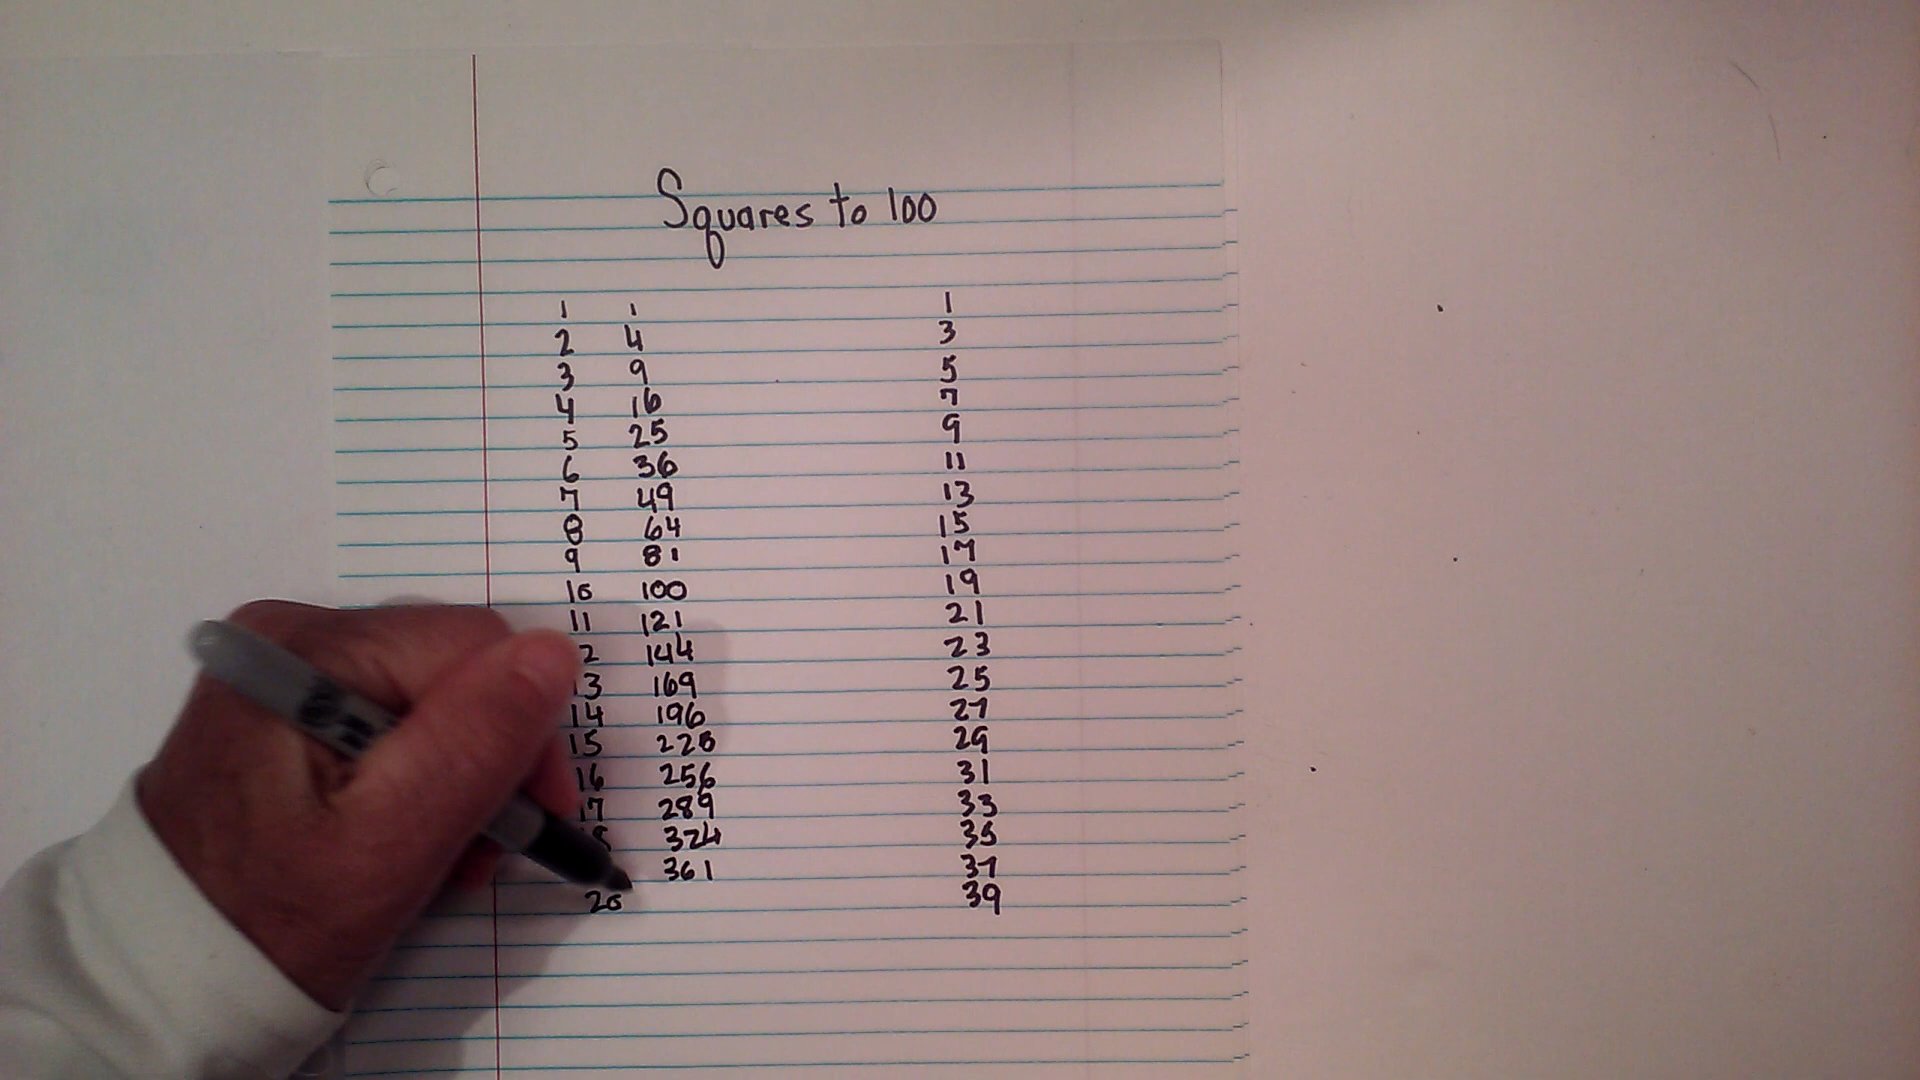 Squares to 100
1 1 1
2 4 3
3 9 5
4 16 7
5 25 9
6 36 11
7 49 13
8 64 15
9 81 17
10 100 19
11 121 21
2 144 23
13 169 25
14 196 27
15 225 29
16 256 31
17 289 33
8 324 35
361 37
20 39